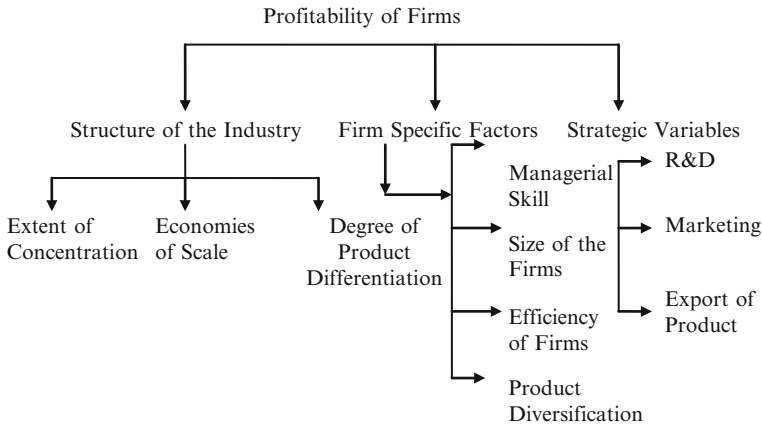 Profitability of Firms
Structure of the Industry
Firm Specific Factors
Strategic Variables
Extent of
Concentration
Economies
of Scale
Degree of
Product
Differentiation
Managerial
Skill
Size of the
Firms
Efficiency
of Firms
Product
Diversification
R&D
Marketing
Export of
Product